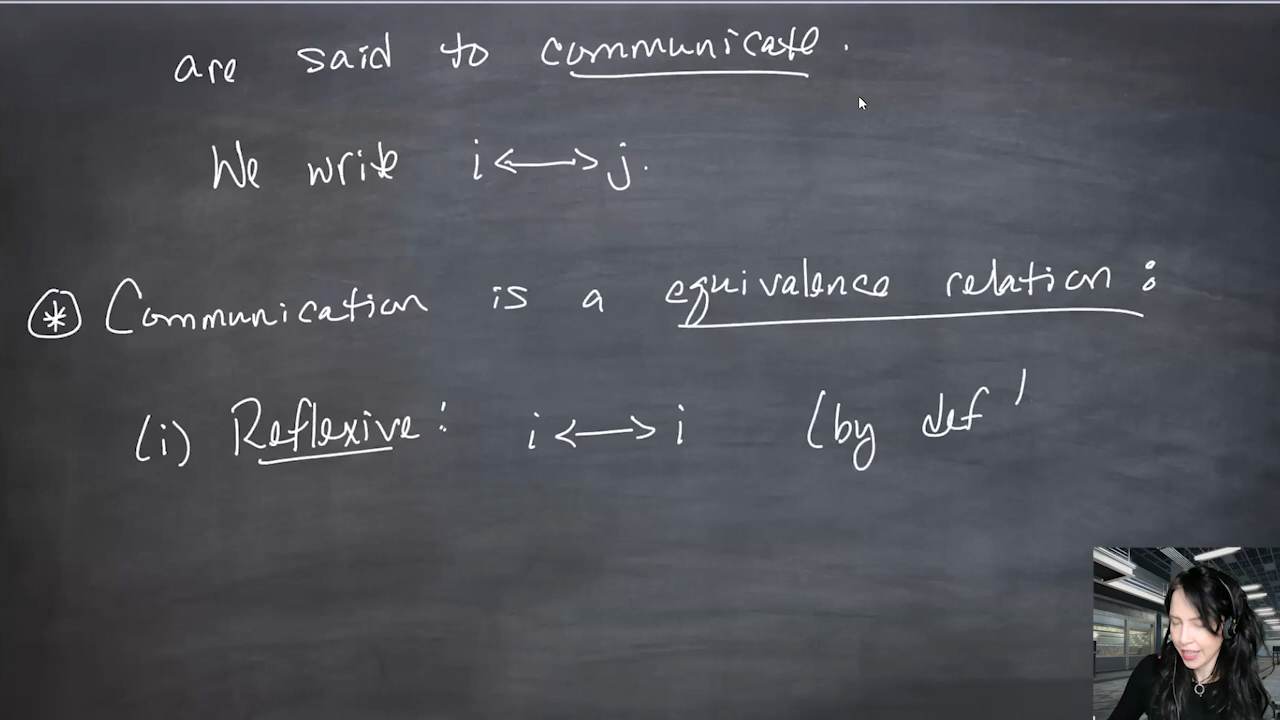 are said to communicate.
We write i <—> j.
(*) Communication is a equivalence relation:
(i) Reflexive: i <—> i (by def'